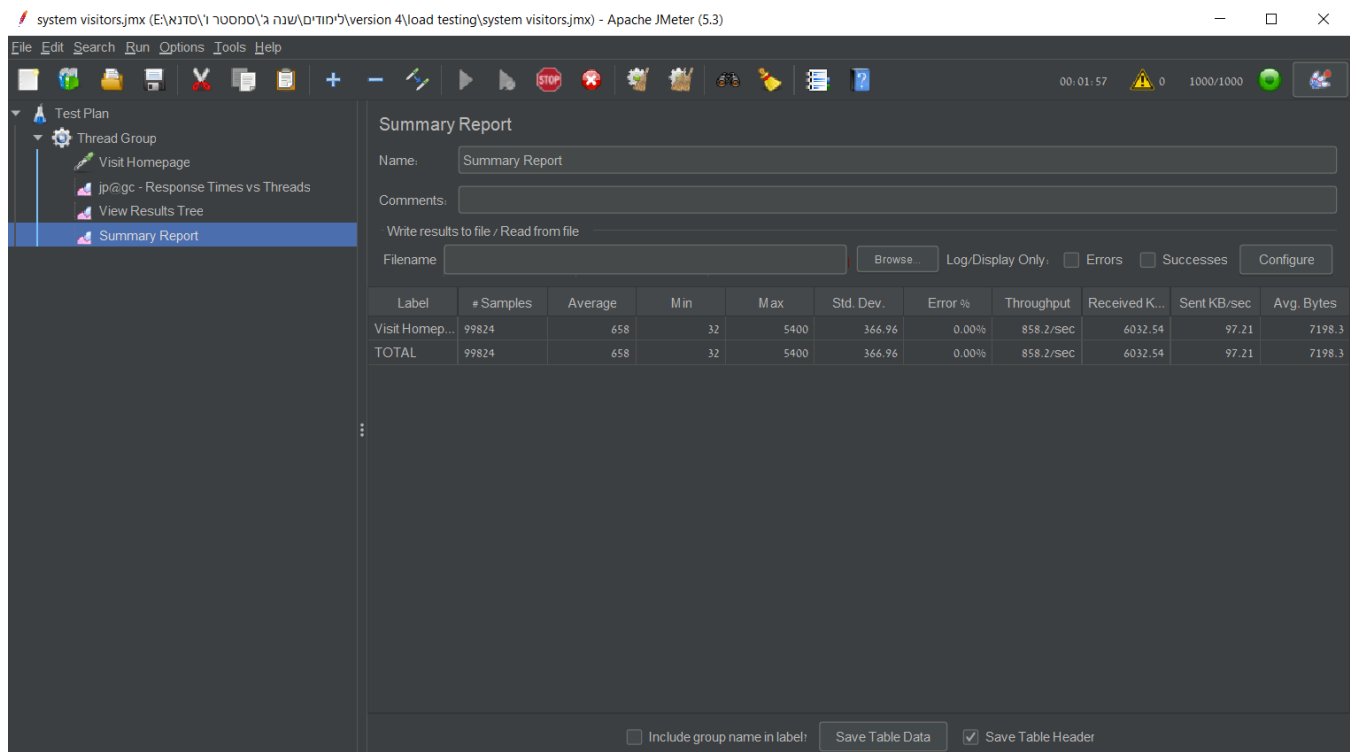 system visitors.jmx (E:\לימודים\שנה ג'\סמסטר ו'\סדנא\version 4\load testing\system visitors.jmx) - Apache JMeter (5.3)
File Edit Search Run Options Tools Help
STOP 00:01:57 0 1000/1000
Test Plan
Thread Group
Visit Homepage
jp@gc - Response Times vs Threads
View Results Tree
Summary Report
Summary Report
Name: Summary Report
Comments:
Write results to file / Read from file
Filename Browse... Log/Display Only: Errors Successes Configure
Label # Samples Average Min Max Std. Dev. Error % Throughput Received K... Sent KB/sec Avg. Bytes
Visit Homep... 99824 658 32 5400 366.96 0.00% 858.2/sec 6032.54 97.21 7198.3
TOTAL 99824 658 32 5400 366.96 0.00% 858.2/sec 6032.54 97.21 7198.3
Include group name in label? Save Table Data Save Table Header